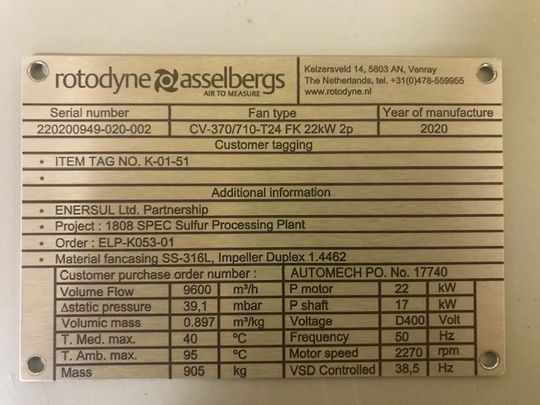 rotodyne asselbergs
AIR TO MEASURE
Keizersveld 14, 5803 AN, Venray
The Netherlands, tel. +31(0)478-559955
www.rotodyne.nl
Serial number Fan type Year of manufacture
220200949-020-002 CV-370/710-T24 FK 22kW 2p 2020
Customer tagging
* ITEM TAG NO. K-01-51
*
Additional information
* ENERSUL Ltd. Partnership
* Project : 1808 SPEC Sulfur Processing Plant
* Order : ELP-K053-01
* Material fancasing SS-316L, Impeller Duplex 1.4462
Customer purchase order number : AUTOMECH PO. No. 17740
Volume Flow 9600 m³/h P motor 22 kW
Δstatic pressure 39,1 mbar P shaft 17 kW
Volumic mass 0.897 m³/kg Voltage D400 Volt
T. Med. max. 40 ºC Frequency 50 Hz
T. Amb. max. 95 ºC Motor speed 2270 rpm
Mass 905 kg VSD Controlled 38,5 Hz